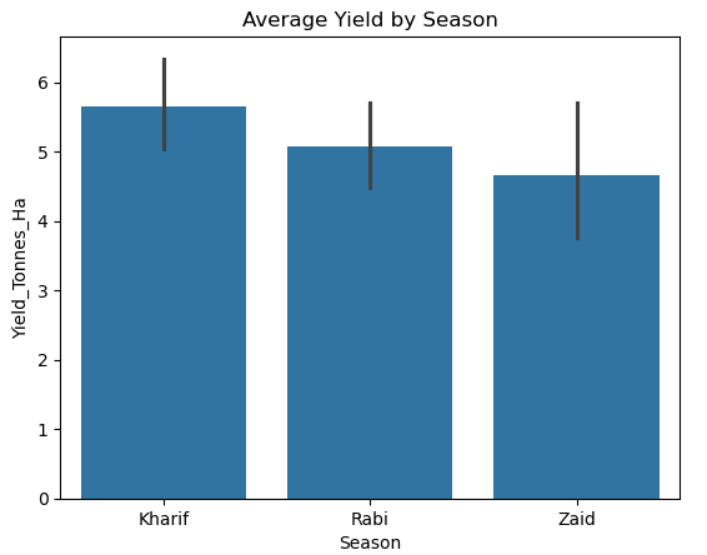 Average Yield by Season
Yield_Tonnes_Ha
6
5
4
3
2
1
0
Kharif
Rabi
Zaid
Season